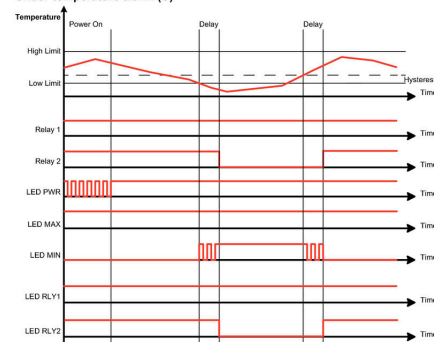 Temperature
Power On
Delay
Delay
High Limit
Low Limit
Hysteres
Time
Relay 1
Time
Relay 2
Time
LED PWR
Time
LED MAX
Time
LED MIN
Time
LED RLY1
Time
LED RLY2
Time